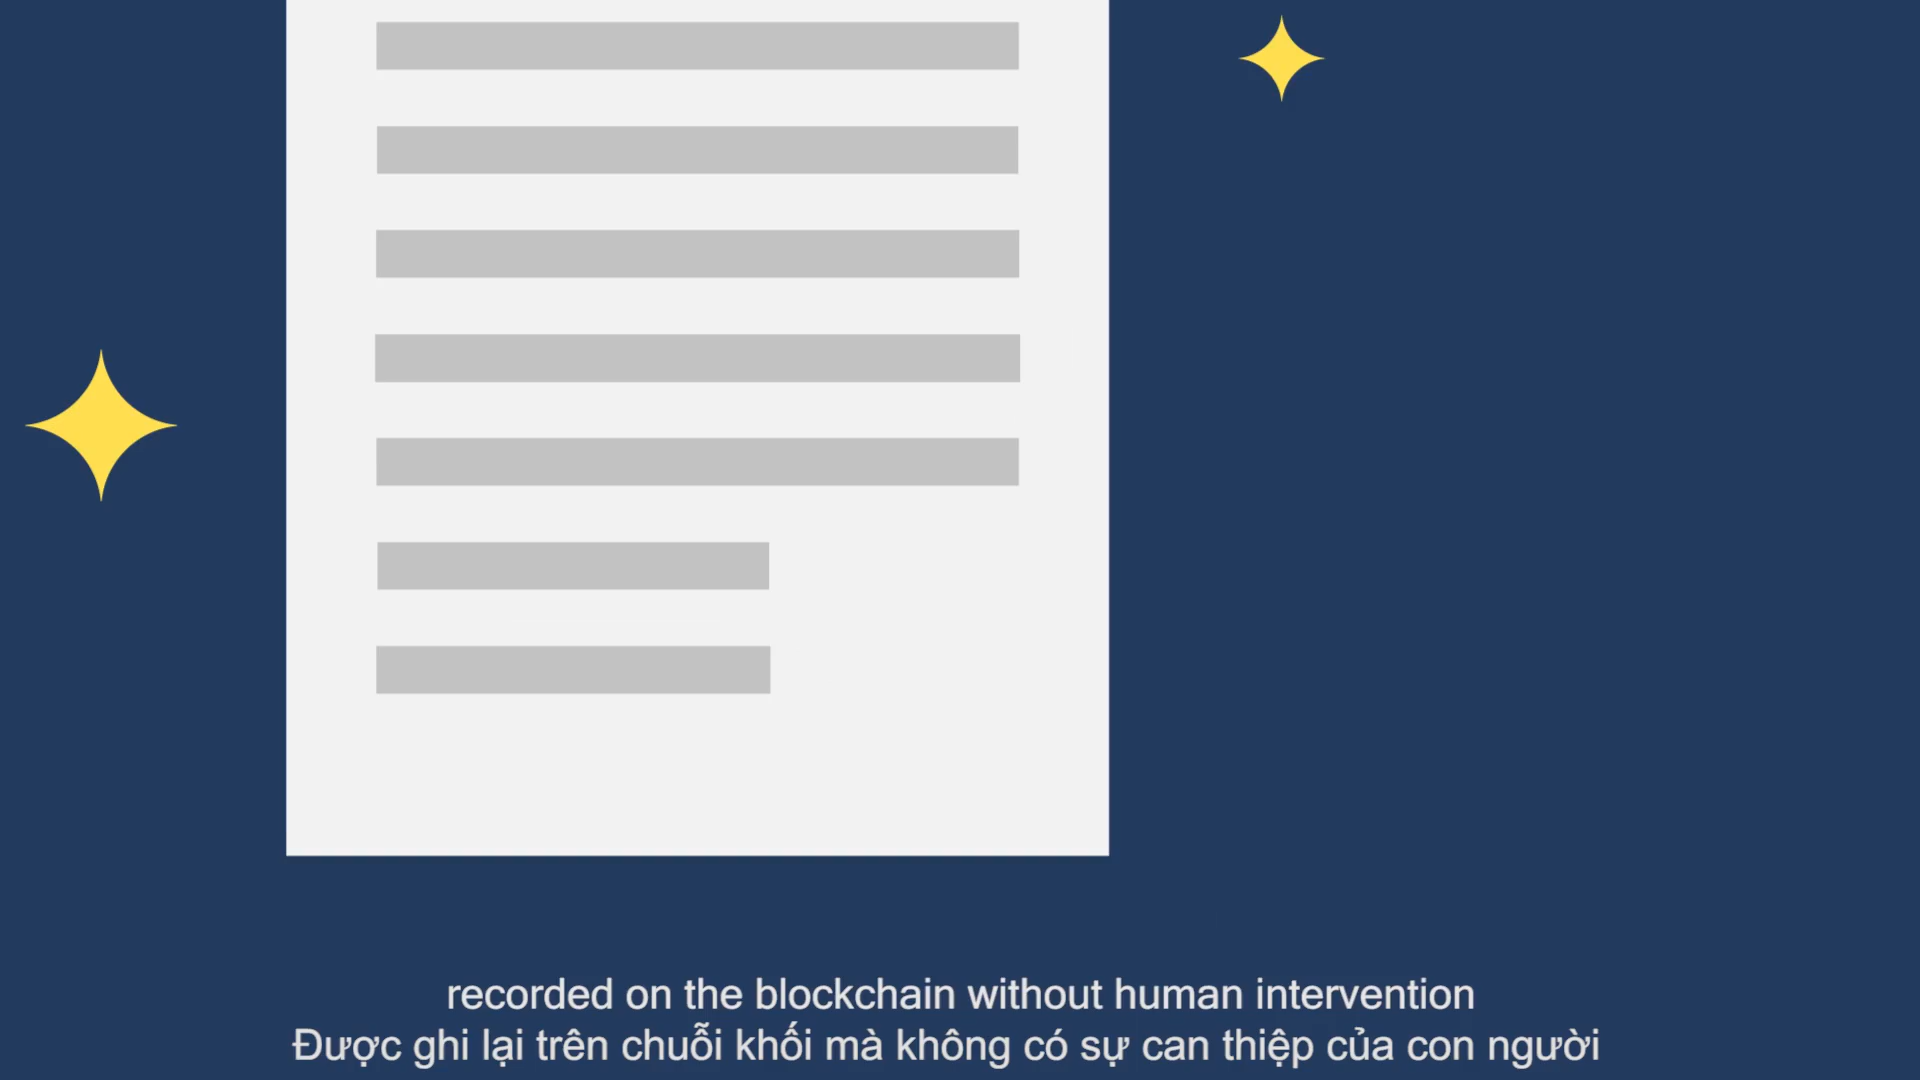 recorded on the blockchain without human intervention
Được ghi lại trên chuỗi khối mà không có sự can thiệp của con người